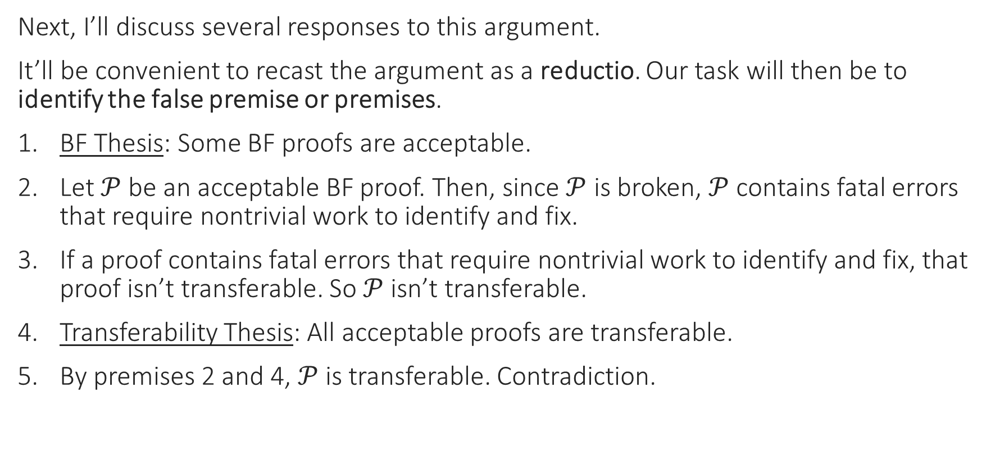 Next, I’ll discuss several responses to this argument.
It’ll be convenient to recast the argument as a reductio. Our task will then be to
identify the false premise or premises.
1. BF Thesis: Some BF proofs are acceptable.
2. Let 𝒫 be an acceptable BF proof. Then, since 𝒫 is broken, 𝒫 contains fatal errors
that require nontrivial work to identify and fix.
3. If a proof contains fatal errors that require nontrivial work to identify and fix, that
proof isn’t transferable. So 𝒫 isn’t transferable.
4. Transferability Thesis: All acceptable proofs are transferable.
5. By premises 2 and 4, 𝒫 is transferable. Contradiction.